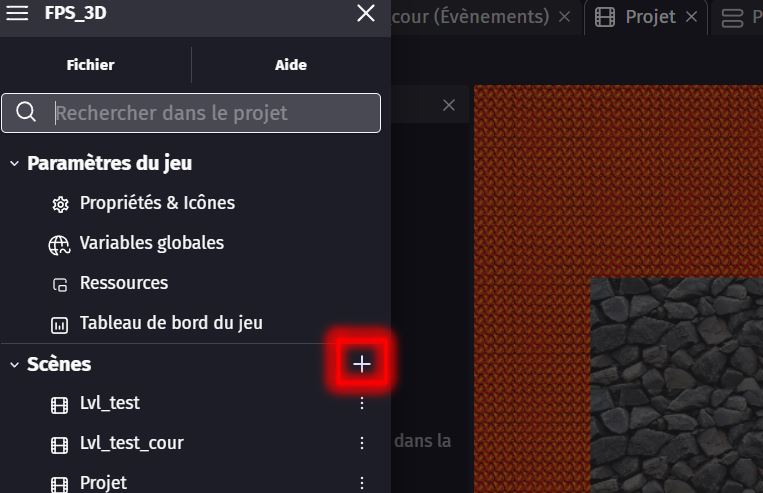 FPS_3D
cour (Évènements)
Projet
P
Fichier
Aide
Rechercher dans le projet
Paramètres du jeu
Propriétés & Icônes
Variables globales
Ressources
Tableau de bord du jeu
Scènes
Lvl_test
Lvl_test_cour
dans la
Projet